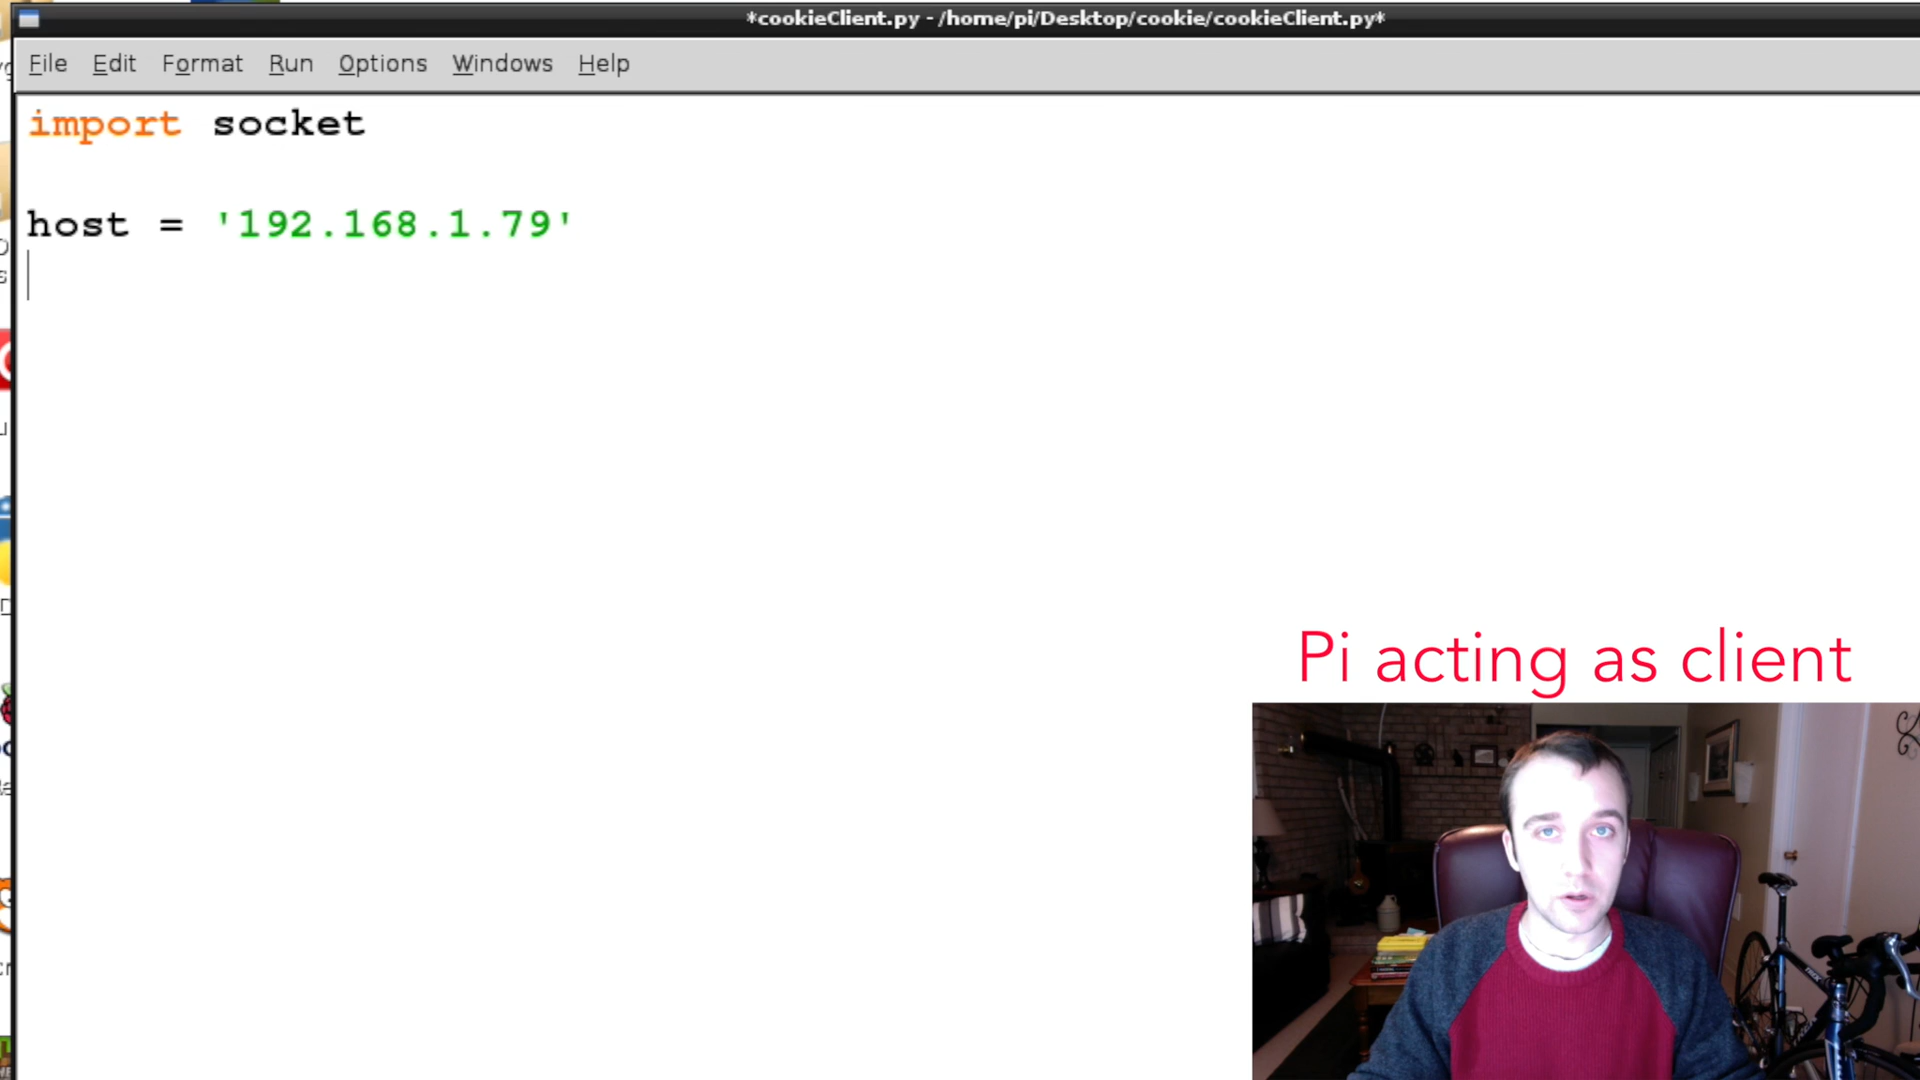 *cookieClient.py - /home/pi/Desktop/cookie/cookieClient.py*
File Edit Format Run Options Windows Help
import socket
host = '192.168.1.79'
Pi acting as client